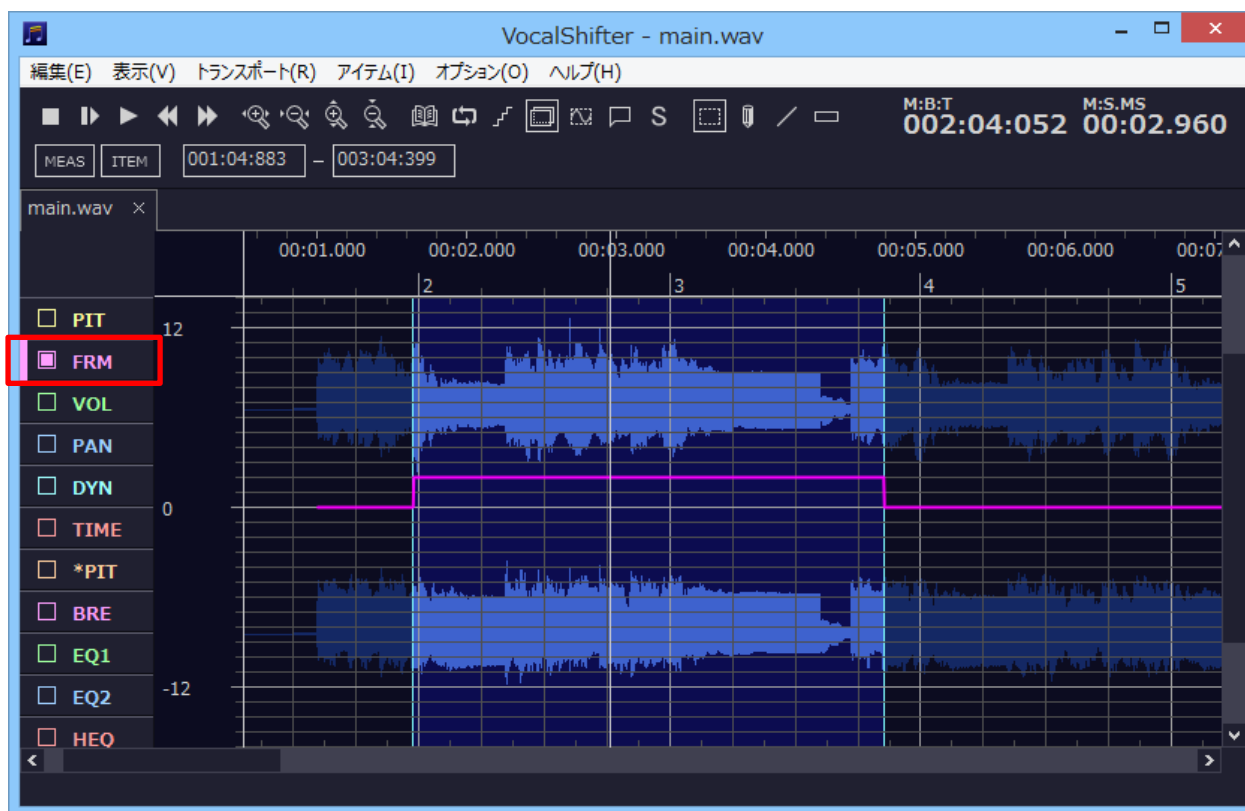 VocalShifter - main.wav
編集(E) 表示(V) トランスポート(R) アイテム(I) オプション(O) ヘルプ(H)
S
M:B:T M:S.MS
002:04:052 00:02.960
MEAS ITEM 001:04:883 – 003:04:399
main.wav ×
00:01.000 00:02.000 00:03.000 00:04.000 00:05.000 00:06.000 00:07
2 3 4 5
PIT
12
FRM
VOL
PAN
DYN
0
TIME
*PIT
BRE
EQ1
-12
EQ2
HEQ